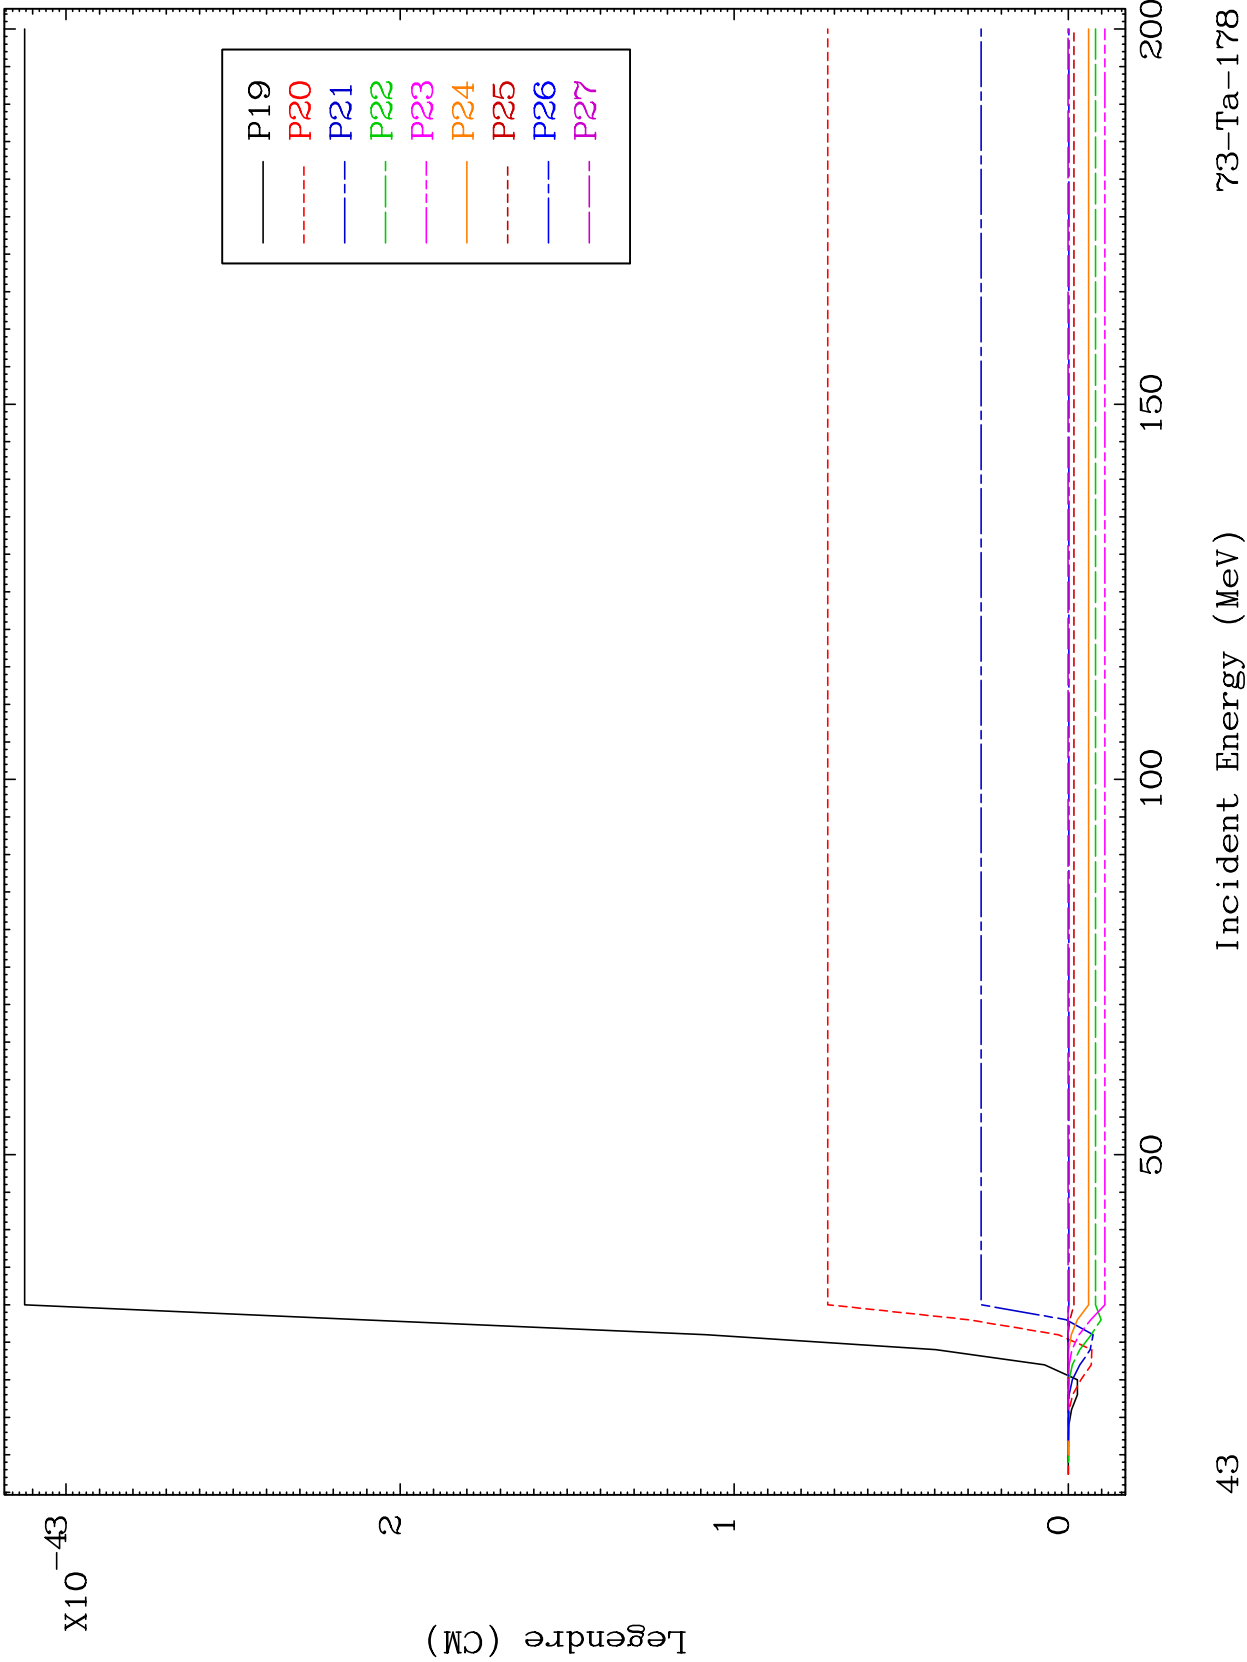 X10-43
2
1
0
Legendre (CM)
P19
P20
P21
P22
P23
P24
P25
P26
P27
50
100
150
200
43
Incident Energy (MeV)
73-Ta-178